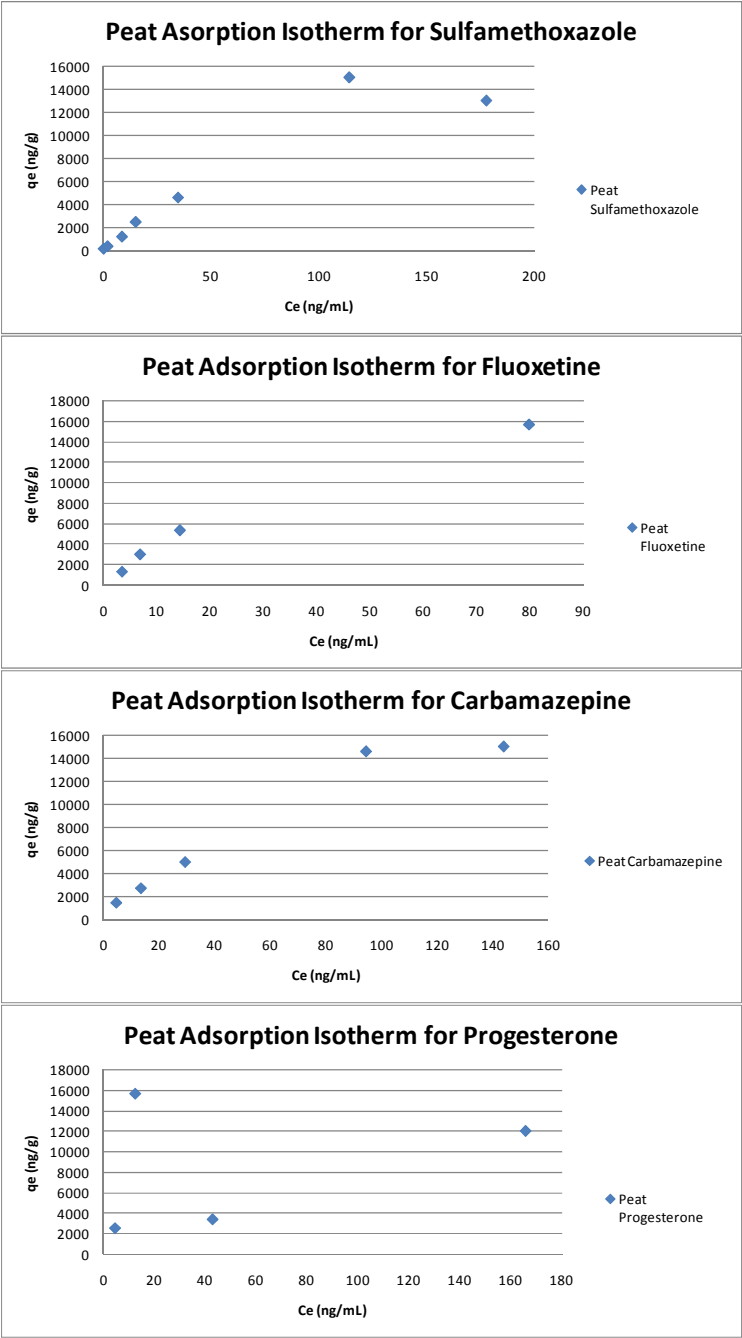 Peat Asorption Isotherm for Sulfamethoxazole
16000
14000
12000
10000
8000
6000
4000
2000
0
qe (ng/g)
0 50 100 150 200
Ce (ng/mL)
Peat
Sulfamethoxazole
Peat Adsorption Isotherm for Fluoxetine
18000
16000
14000
12000
10000
8000
6000
4000
2000
0
qe (ng/g)
0 10 20 30 40 50 60 70 80 90
Ce (ng/mL)
Peat
Fluoxetine
Peat Adsorption Isotherm for Carbamazepine
16000
14000
12000
10000
8000
6000
4000
2000
0
qe (ng/g)
0 20 40 60 80 100 120 140 160
Ce (ng/mL)
Peat Carbamazepine
Peat Adsorption Isotherm for Progesterone
18000
16000
14000
12000
10000
8000
6000
4000
2000
0
qe (ng/g)
0 20 40 60 80 100 120 140 160 180
Ce (ng/mL)
Peat
Progesterone